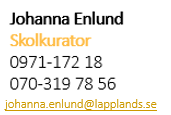 Johanna Enlund
Skolkurator
0971-172 18
070-319 78 56
johanna.enlund@lapplands.se